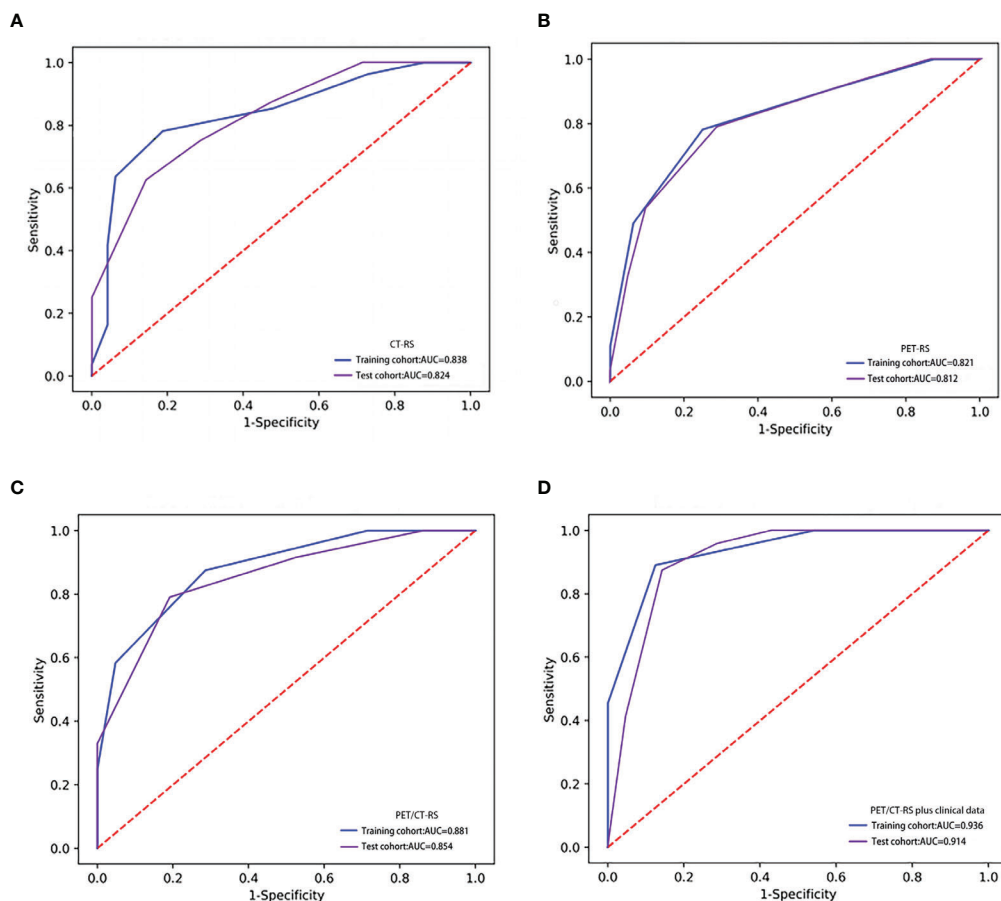 A
1.0
0.8
0.6
0.4
0.2
0.0
Sensitivity
CT-RS
Training cohort:AUC=0.838
Test cohort:AUC=0.824
0.0 0.2 0.4 0.6 0.8 1.0
1-Specificity
B
1.0
0.8
0.6
0.4
0.2
0.0
Sensitivity
PET-RS
Training cohort:AUC=0.821
Test cohort:AUC=0.812
0.0 0.2 0.4 0.6 0.8 1.0
1-Specificity
C
1.0
0.8
0.6
0.4
0.2
0.0
Sensitivity
PET/CT-RS
Training cohort:AUC=0.881
Test cohort:AUC=0.854
0.0 0.2 0.4 0.6 0.8 1.0
1-Specificity
D
1.0
0.8
0.6
0.4
0.2
0.0
Sensitivity
PET/CT-RS plus clinical data
Training cohort:AUC=0.936
Test cohort:AUC=0.914
0.0 0.2 0.4 0.6 0.8 1.0
1-Specificity